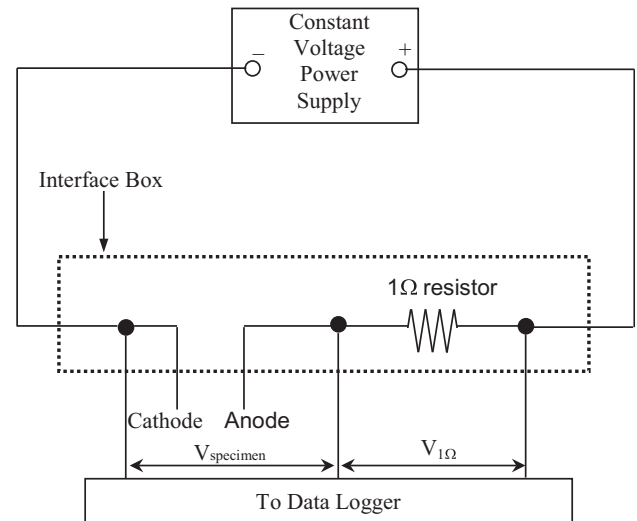 Constant
Voltage
Power
Supply
−
+
Interface Box
1Ω resistor
Cathode
Anode
Vspecimen
V1Ω
To Data Logger